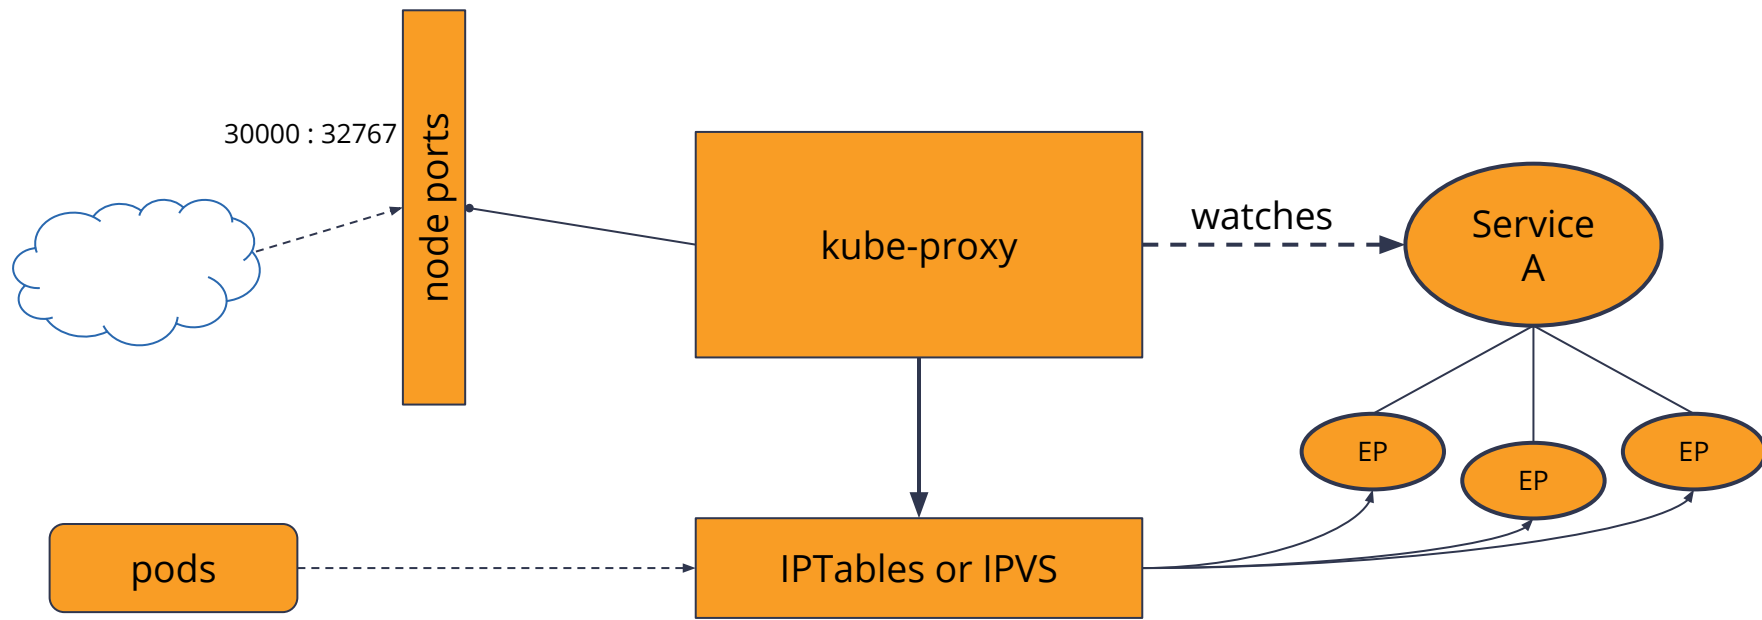 30000 : 32767
node ports
kube-proxy
watches
Service
A
EP
EP
EP
pods
IPTables or IPVS